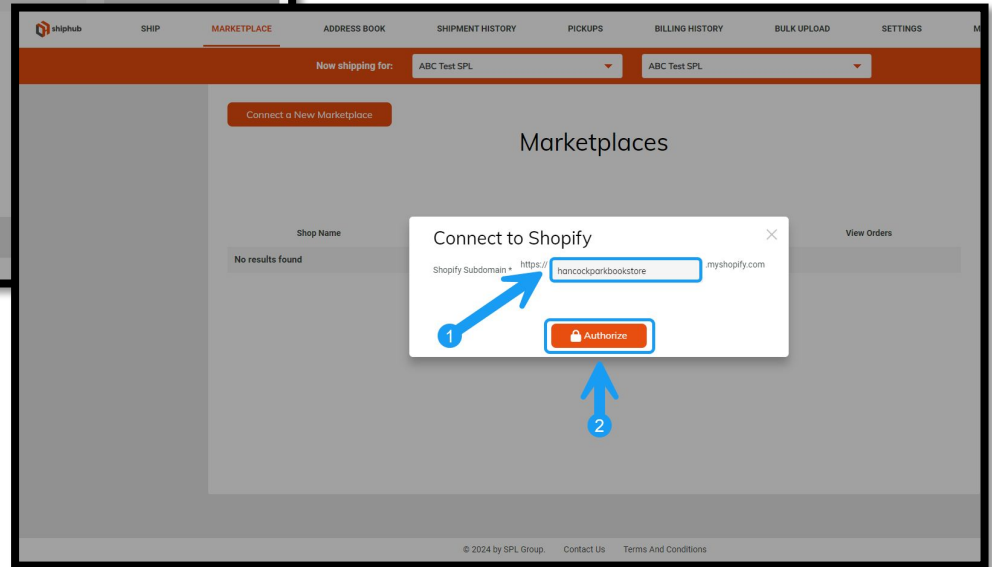 shiphub SHIP MARKETPLACE ADDRESS BOOK SHIPMENT HISTORY PICKUPS BILLING HISTORY BULK UPLOAD SETTINGS M
Now shipping for: ABC Test SPL ABC Test SPL
Connect a New Marketplace
Marketplaces
Shop Name View Orders
No results found
Connect to Shopify
Shopify Subdomain * https:// hancockparkbookstore .myshopify.com
1
Authorize
2
© 2024 by SPL Group. Contact Us Terms And Conditions